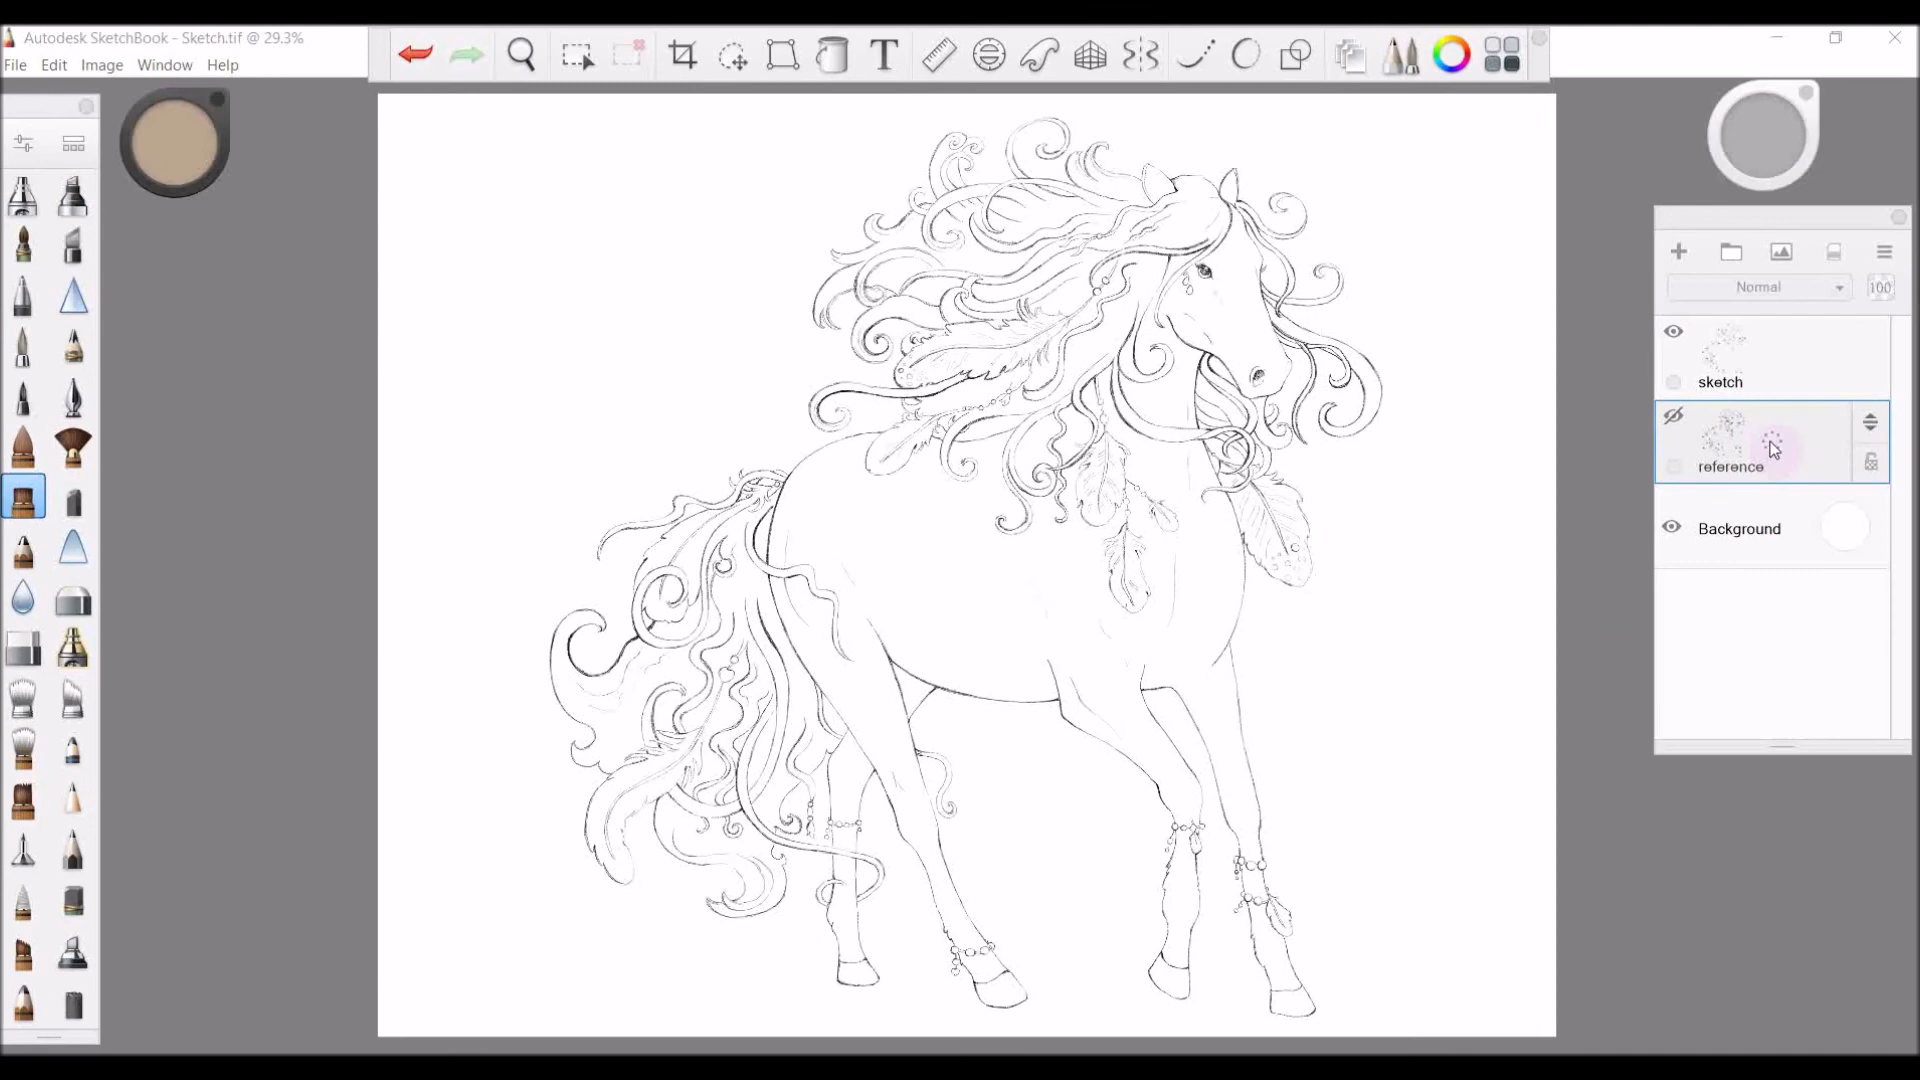 Autodesk SketchBook - Sketch.tif @ 29.3%
File Edit Image Window Help
T
Normal 100
sketch
reference
Background